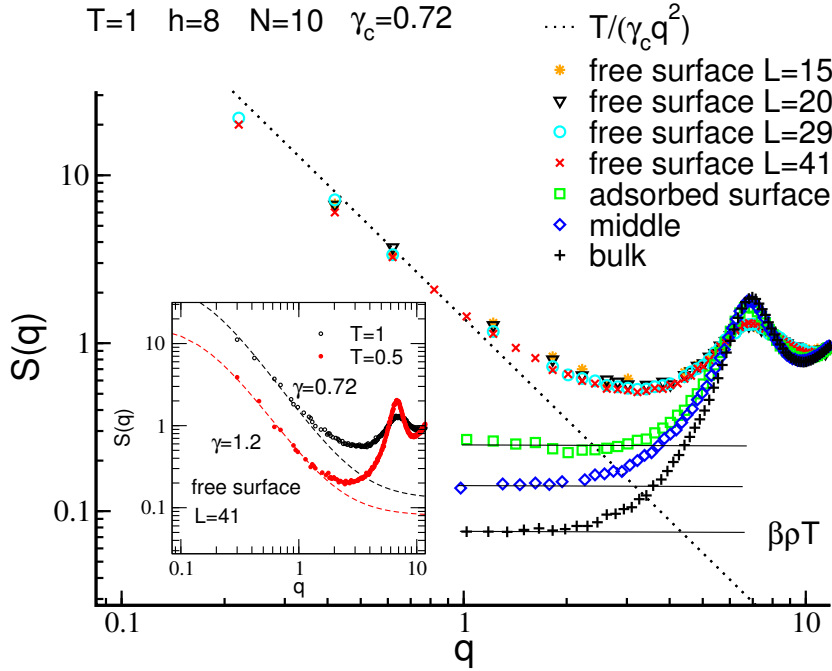 T=1 h=8 N=10 γc=0.72
T/(γcq²)
free surface L=15
free surface L=20
free surface L=29
free surface L=41
adsorbed surface
middle
bulk
S(q)
10
1
0.1
βρT
0.1
1
10
q
S(q)
10
1
0.1
T=1
T=0.5
γ=0.72
γ=1.2
free surface
L=41
0.1
1
10
q